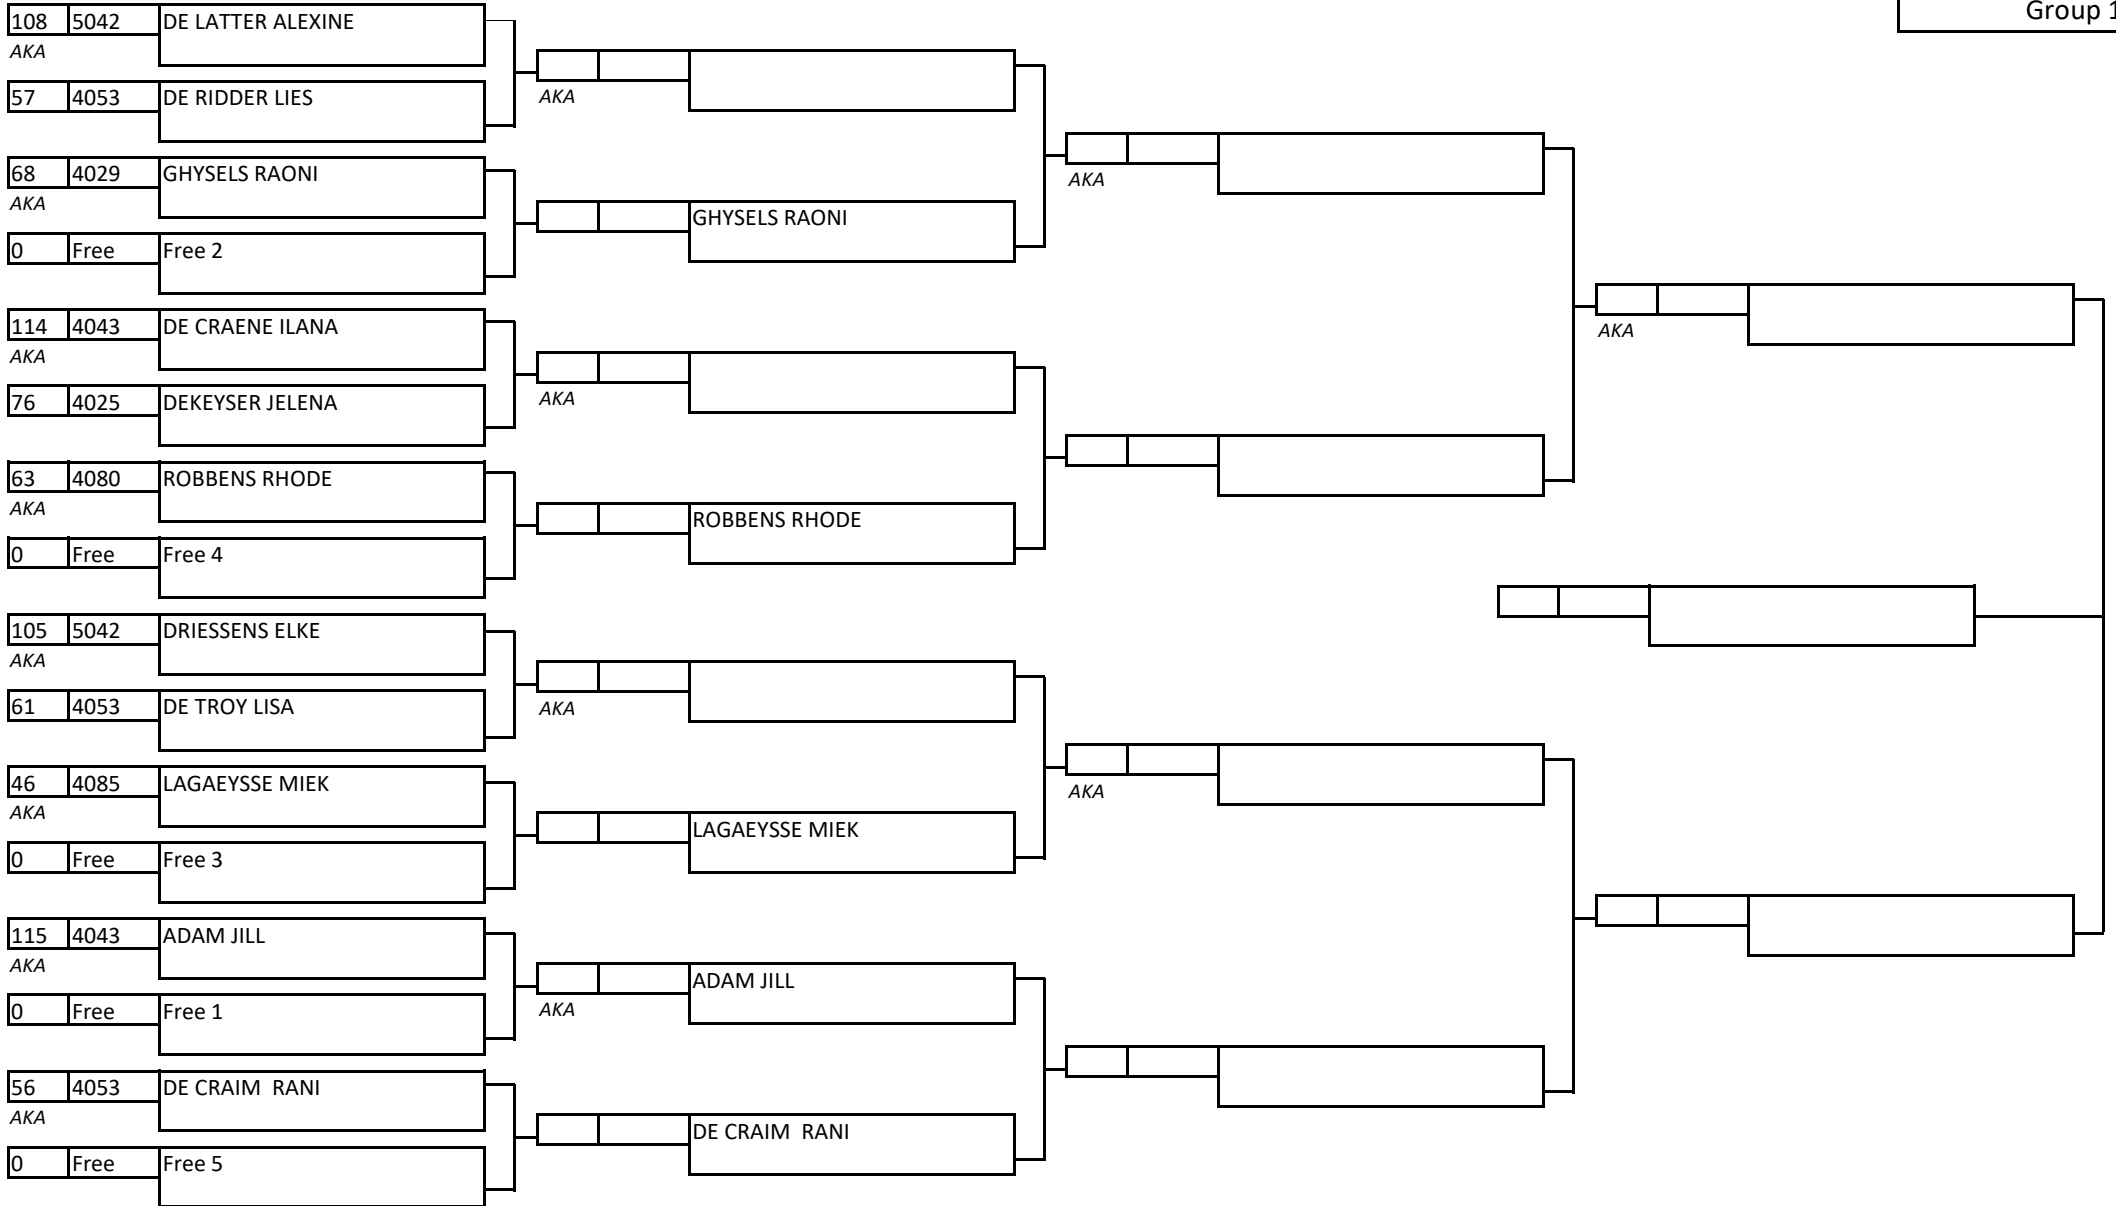 Group 1
108 5042 DE LATTER ALEXINE
AKA
57 4053 DE RIDDER LIES
AKA
68 4029 GHYSELS RAONI
AKA
AKA
GHYSELS RAONI
0 Free Free 2
AKA
114 4043 DE CRAENE ILANA
AKA
76 4025 DEKEYSER JELENA
AKA
63 4080 ROBBENS RHODE
AKA
ROBBENS RHODE
0 Free Free 4
105 5042 DRIESSENS ELKE
AKA
61 4053 DE TROY LISA
AKA
46 4085 LAGAEYSSE MIEK
AKA
AKA
LAGAEYSSE MIEK
0 Free Free 3
115 4043 ADAM JILL
AKA
ADAM JILL
0 Free Free 1
AKA
56 4053 DE CRAIM  RANI
AKA
DE CRAIM  RANI
0 Free Free 5